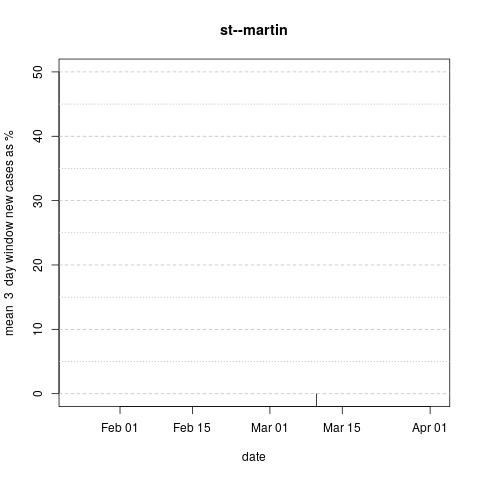 st--martin
mean 3 day window new cases as %
50
40
30
20
10
0
Feb 01
Feb 15
Mar 01
Mar 15
Apr 01
date